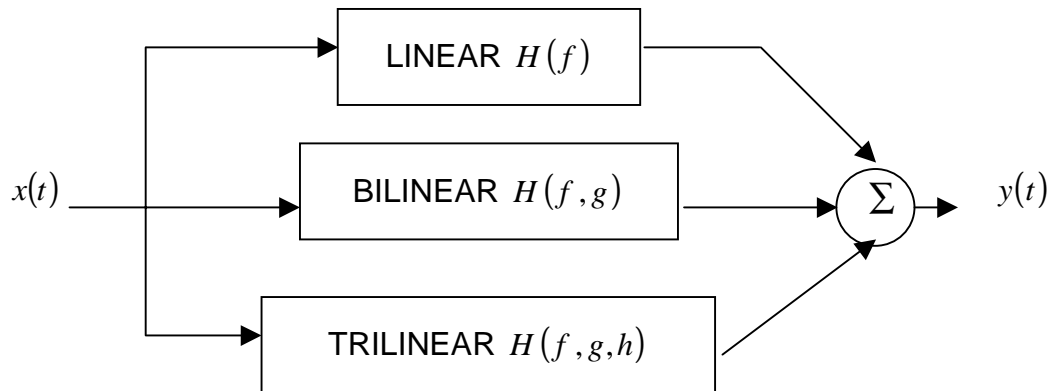 LINEAR H(f)
x(t)
BILINEAR H(f,g)
Σ
y(t)
TRILINEAR H(f,g,h)